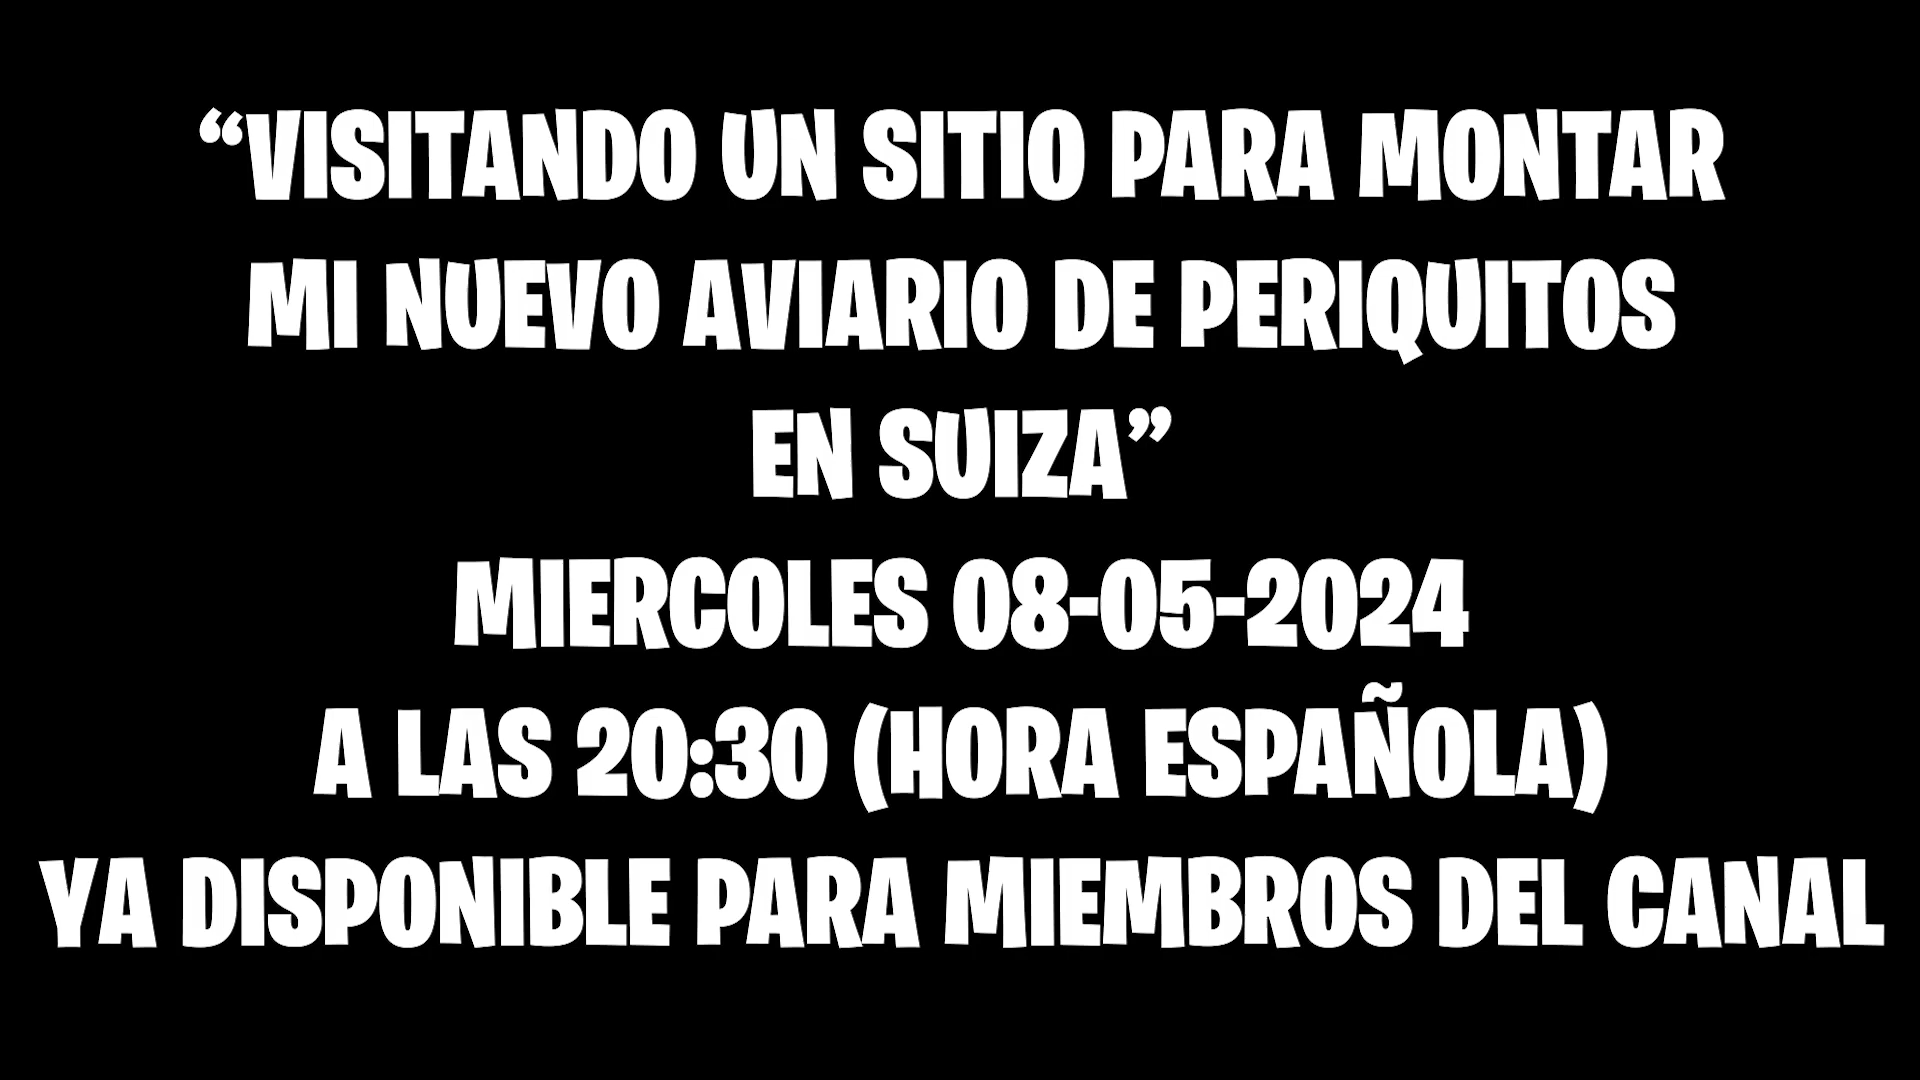 “VISITANDO UN SITIO PARA MONTAR
MI NUEVO AVIARIO DE PERIQUITOS
EN SUIZA”
MIERCOLES 08-05-2024
A LAS 20:30 (HORA ESPAÑOLA)
YA DISPONIBLE PARA MIEMBROS DEL CANAL